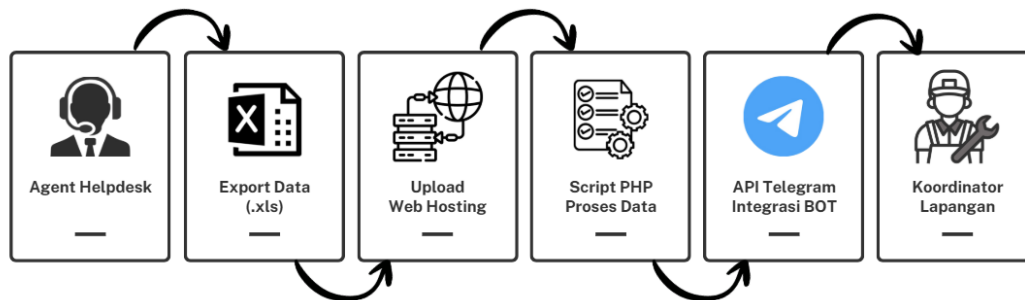 Agent Helpdesk
Export Data
(.xls)
Upload
Web Hosting
Script PHP
Proses Data
API Telegram
Integrasi BOT
Koordinator
Lapangan